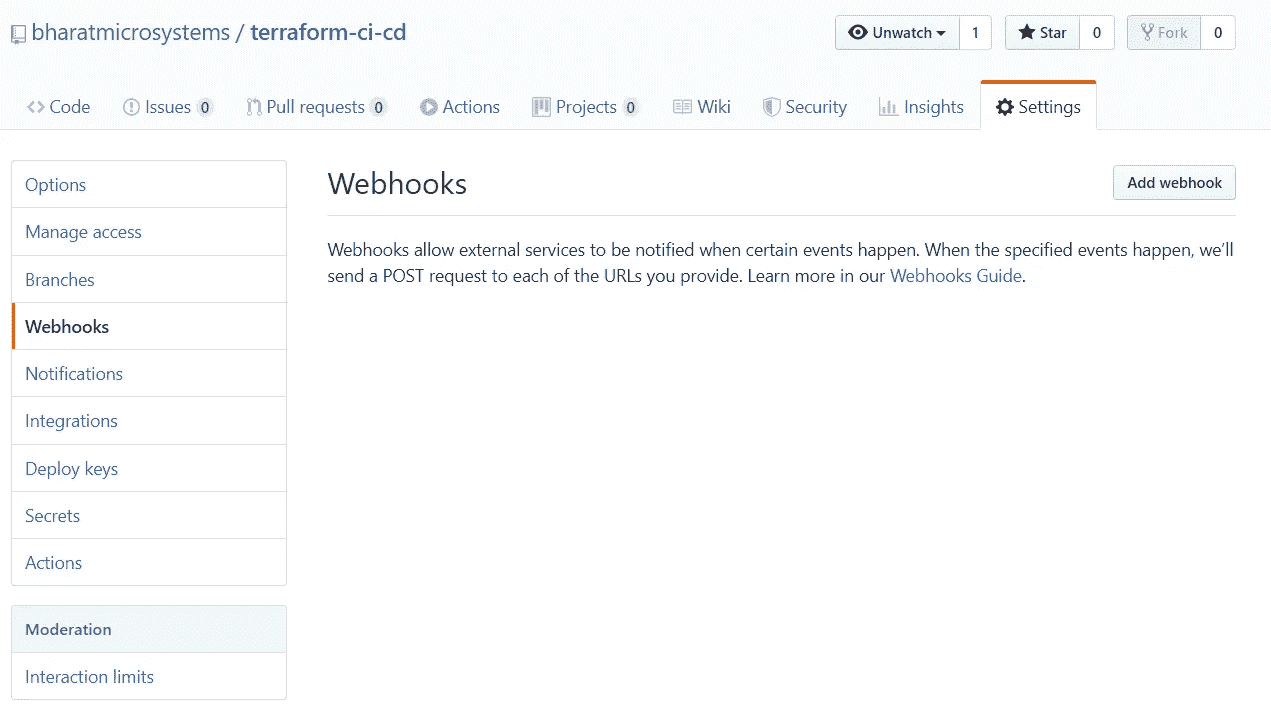 bharatmicrosystems / terraform-ci-cd
Unwatch 1 Star 0 Fork 0
Code Issues 0 Pull requests 0 Actions Projects 0 Wiki Security Insights Settings
Options
Manage access
Branches
Webhooks
Notifications
Integrations
Deploy keys
Secrets
Actions
Moderation
Interaction limits
Webhooks
Add webhook
Webhooks allow external services to be notified when certain events happen. When the specified events happen, we’ll
send a POST request to each of the URLs you provide. Learn more in our Webhooks Guide.